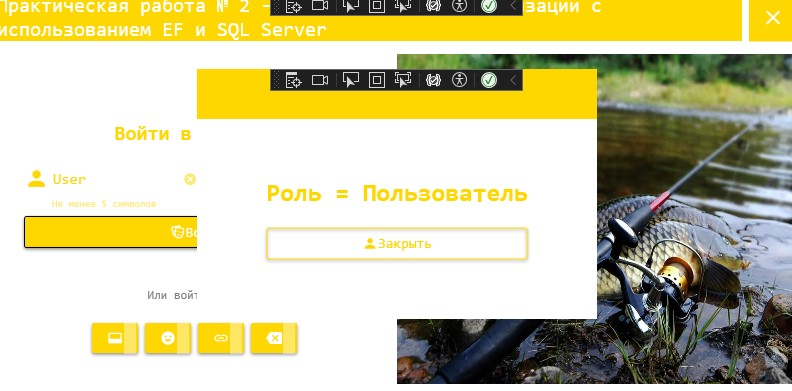 Практическая работа № 2 - зации с
использованием EF и SQL Server
Войти в
User
Не менее 5 символов
Во
Или войт
Роль = Пользователь
Закрыть